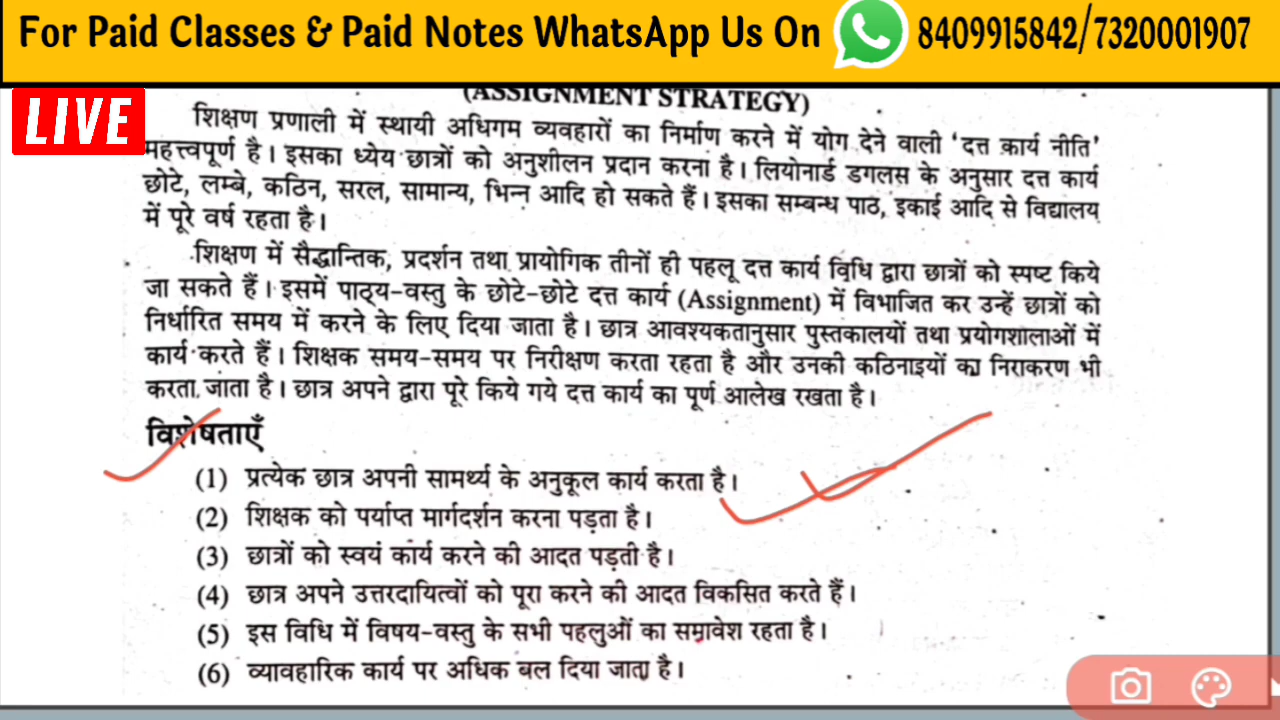 For Paid Classes & Paid Notes WhatsApp Us On 8409915842/7320001907
LIVE
(ASSIGNMENT STRATEGY)
शिक्षण प्रणाली में स्थायी अधिगम व्यवहारों का निर्माण करने में योग देने वाली ‘दत्त कार्य नीति’
महत्त्वपूर्ण है। इसका ध्येय छात्रों को अनुशीलन प्रदान करना है। लियोनार्ड डगलस के अनुसार दत्त कार्य
छोटे, लम्बे, कठिन, सरल, सामान्य, भिन्न आदि हो सकते हैं। इसका सम्बन्ध पाठ, इकाई आदि से विद्यालय
में पूरे वर्ष रहता है।
शिक्षण में सैद्धान्तिक, प्रदर्शन तथा प्रायोगिक तीनों ही पहलू दत्त कार्य विधि द्वारा छात्रों को स्पष्ट किये
जा सकते हैं। इसमें पाठ्य-वस्तु के छोटे-छोटे दत्त कार्य (Assignment) में विभाजित कर उन्हें छात्रों को
निर्धारित समय में करने के लिए दिया जाता है। छात्र आवश्यकतानुसार पुस्तकालयों तथा प्रयोगशालाओं में
कार्य करते हैं। शिक्षक समय-समय पर निरीक्षण करता रहता है और उनकी कठिनाइयों का निराकरण भी
करता जाता है। छात्र अपने द्वारा पूरे किये गये दत्त कार्य का पूर्ण आलेख रखता है।
विशेषताएँ
(1) प्रत्येक छात्र अपनी सामर्थ्य के अनुकूल कार्य करता है।
(2) शिक्षक को पर्याप्त मार्गदर्शन करना पड़ता है।
(3) छात्रों को स्वयं कार्य करने की आदत पड़ती है।
(4) छात्र अपने उत्तरदायित्वों को पूरा करने की आदत विकसित करते हैं।
(5) इस विधि में विषय-वस्तु के सभी पहलुओं का समावेश रहता है।
(6) व्यावहारिक कार्य पर अधिक बल दिया जाता है।